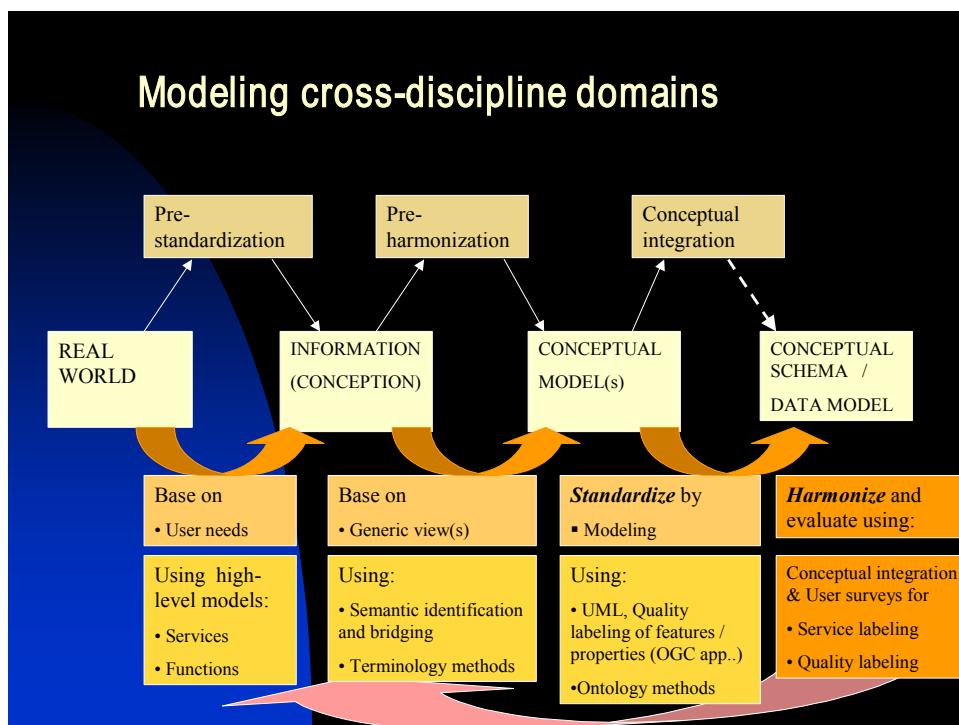 Modeling cross-discipline domains
Pre-
standardization
Pre-
harmonization
Conceptual
integration
REAL
WORLD
INFORMATION
(CONCEPTION)
CONCEPTUAL
MODEL(s)
CONCEPTUAL
SCHEMA /
DATA MODEL
Base on
• User needs
Base on
• Generic view(s)
Standardize by
▪ Modeling
Harmonize and
evaluate using:
Using high-
level models:
• Services
• Functions
Using:
• Semantic identification
and bridging
• Terminology methods
Using:
• UML, Quality
labeling of features /
properties (OGC app..)
•Ontology methods
Conceptual integration
& User surveys for
• Service labeling
• Quality labeling